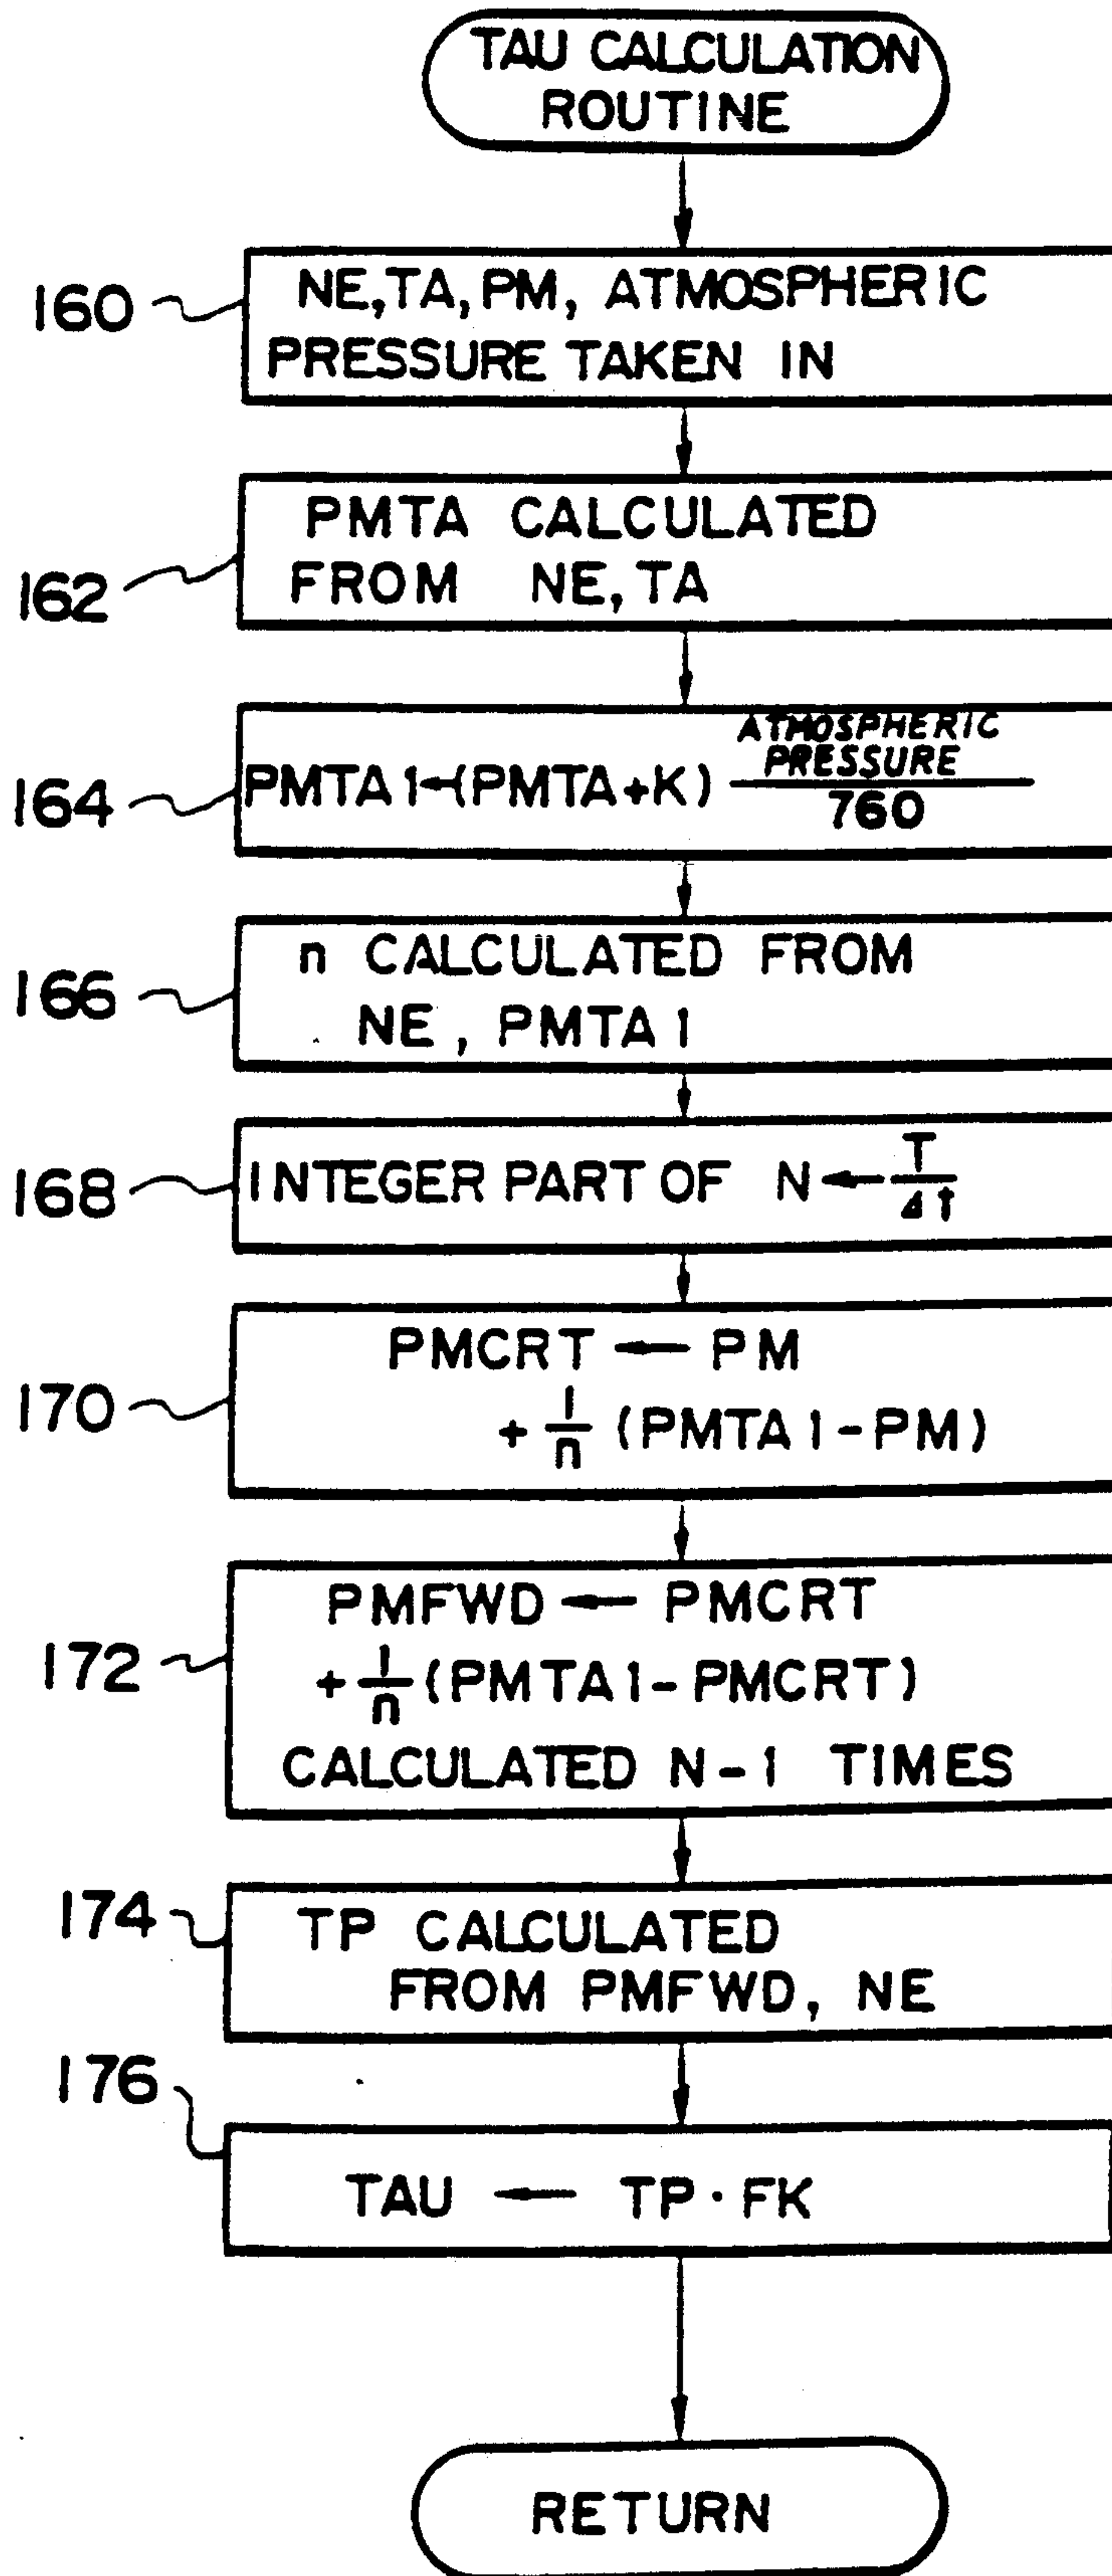 TAU CALCULATION
ROUTINE
160
NE, TA, PM, ATMOSPHERIC
PRESSURE TAKEN IN
162
PMTA CALCULATED
FROM NE, TA
164
PMTA1←(PMTA+K) ATMOSPHERIC
PRESSURE
760
166
n CALCULATED FROM
NE, PMTA1
168
INTEGER PART OF N ← T
Δt
170
PMCRT ← PM
+ 1/n (PMTA1-PM)
172
PMFWD ← PMCRT
+ 1/n (PMTA1-PMCRT)
CALCULATED N-1 TIMES
174
TP CALCULATED
FROM PMFWD, NE
176
TAU ← TP·FK
RETURN